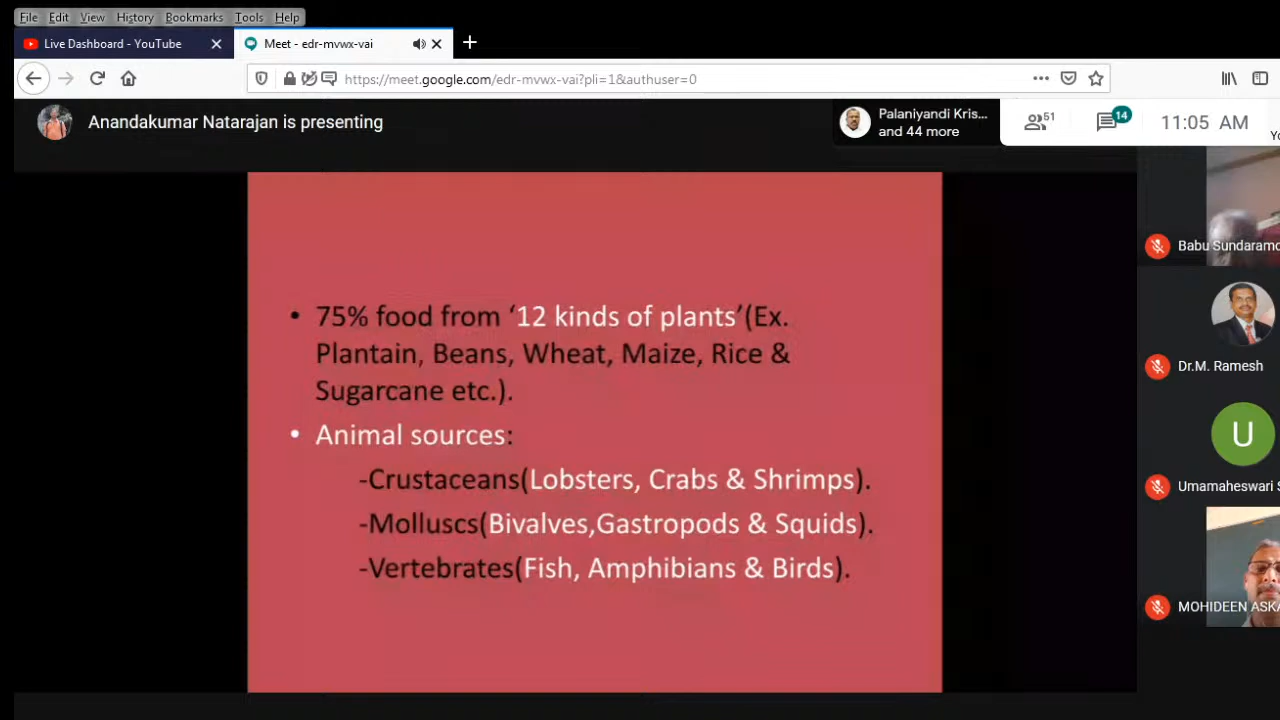 File Edit View History Bookmarks Tools Help
Live Dashboard - YouTube
Meet - edr-mvwx-vai
https://meet.google.com/edr-mvwx-vai?pli=1&authuser=0
Anandakumar Natarajan is presenting
Palaniyandi Kris...
and 44 more
51
14
11:05 AM
• 75% food from ‘12 kinds of plants’(Ex.
Plantain, Beans, Wheat, Maize, Rice &
Sugarcane etc.).
• Animal sources:
-Crustaceans(Lobsters, Crabs & Shrimps).
-Molluscs(Bivalves,Gastropods & Squids).
-Vertebrates(Fish, Amphibians & Birds).
Babu Sundaramo
Dr.M. Ramesh
U
Umamaheswari S
MOHIDEEN ASKA